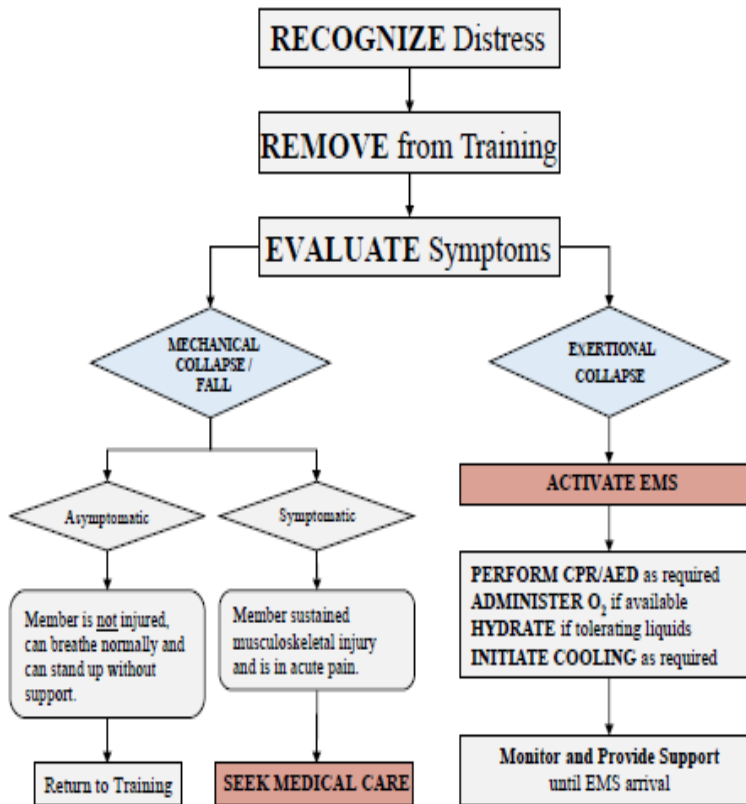 RECOGNIZE Distress
REMOVE from Training
EVALUATE Symptoms
MECHANICAL
COLLAPSE /
FALL
EXERTIONAL
COLLAPSE
Asymptomatic
Symptomatic
ACTIVATE EMS
Member is not injured,
can breathe normally and
can stand up without
support.
Member sustained
musculoskeletal injury
and is in acute pain.
PERFORM CPR/AED as required
ADMINISTER O₂ if available
HYDRATE if tolerating liquids
INITIATE COOLING as required
Return to Training
SEEK MEDICAL CARE
Monitor and Provide Support
until EMS arrival